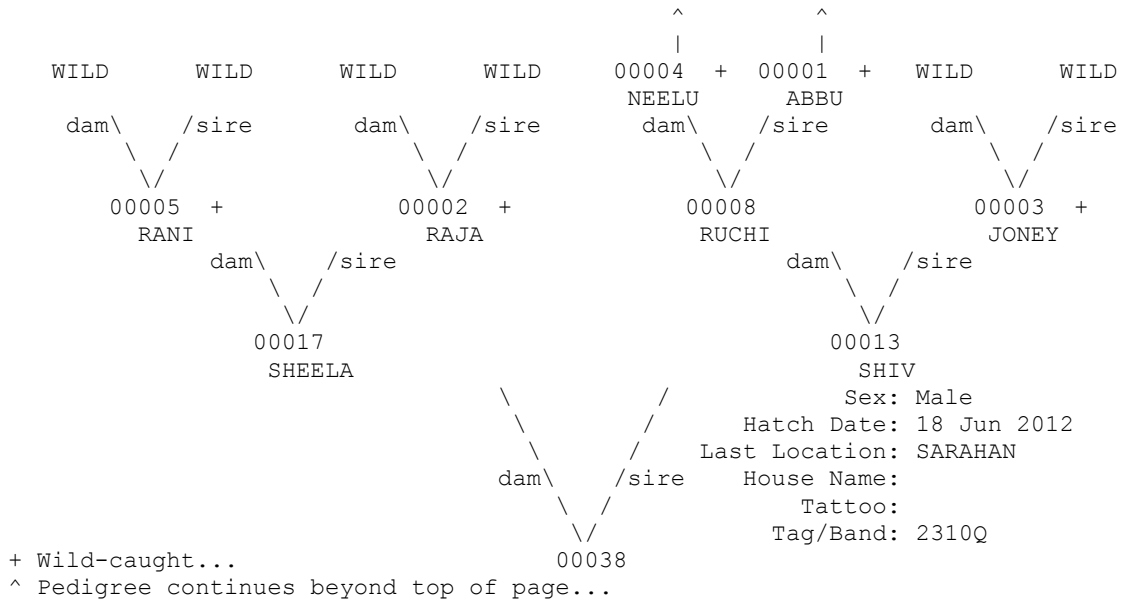 ^ ^
| |
WILD WILD WILD WILD 00004 + 00001 + WILD WILD
NEELU ABBU
dam\ /sire dam\ /sire dam\ /sire dam\ /sire
\ / \ / \ / \ /
\/ \/ \/ \/
00005 + 00002 + 00008 00003 +
RANI RAJA RUCHI JONEY
dam\ /sire dam\ /sire
\ / \ /
\/ \/
00017 00013
SHEELA SHIV
\ / Sex: Male
\ / Hatch Date: 18 Jun 2012
\ / Last Location: SARAHAN
dam\ /sire House Name:
\ / Tattoo:
\/ Tag/Band: 2310Q
+ Wild-caught... 00038
^ Pedigree continues beyond top of page...